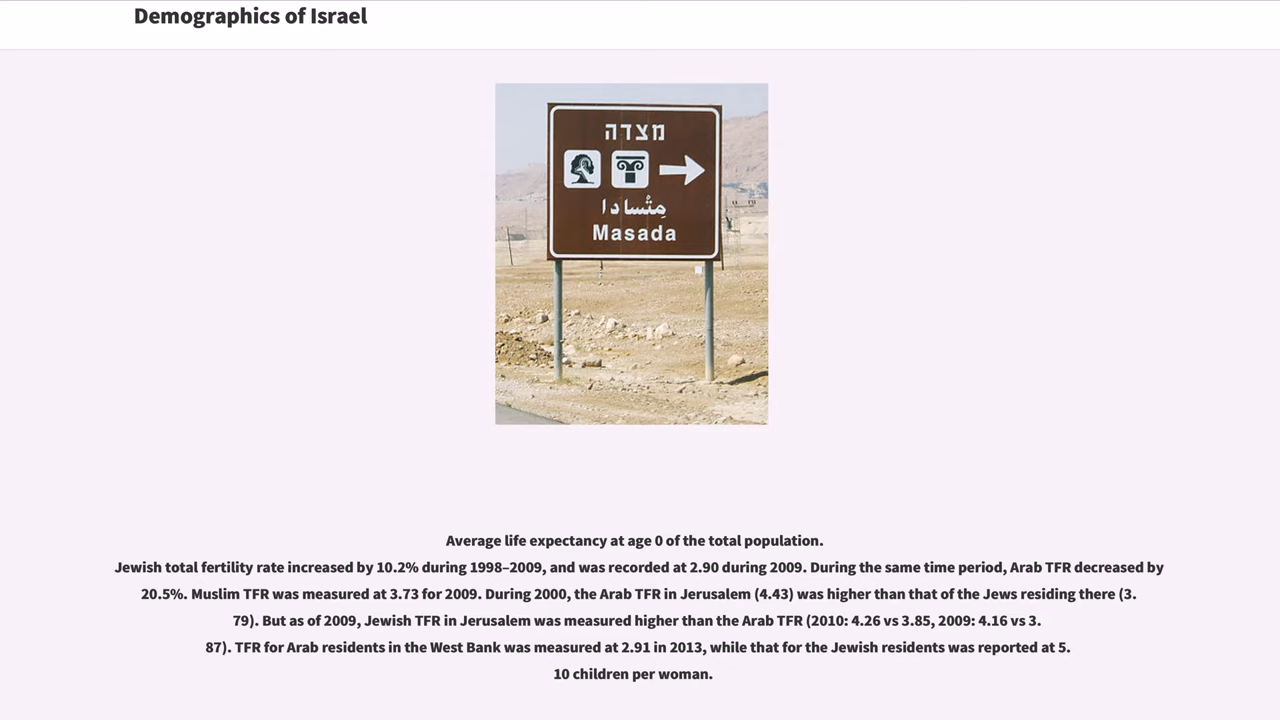 Demographics of Israel
מצדה
مِتْسادا
Masada
Average life expectancy at age 0 of the total population.
Jewish total fertility rate increased by 10.2% during 1998–2009, and was recorded at 2.90 during 2009. During the same time period, Arab TFR decreased by
20.5%. Muslim TFR was measured at 3.73 for 2009. During 2000, the Arab TFR in Jerusalem (4.43) was higher than that of the Jews residing there (3.
79). But as of 2009, Jewish TFR in Jerusalem was measured higher than the Arab TFR (2010: 4.26 vs 3.85, 2009: 4.16 vs 3.
87). TFR for Arab residents in the West Bank was measured at 2.91 in 2013, while that for the Jewish residents was reported at 5.
10 children per woman.